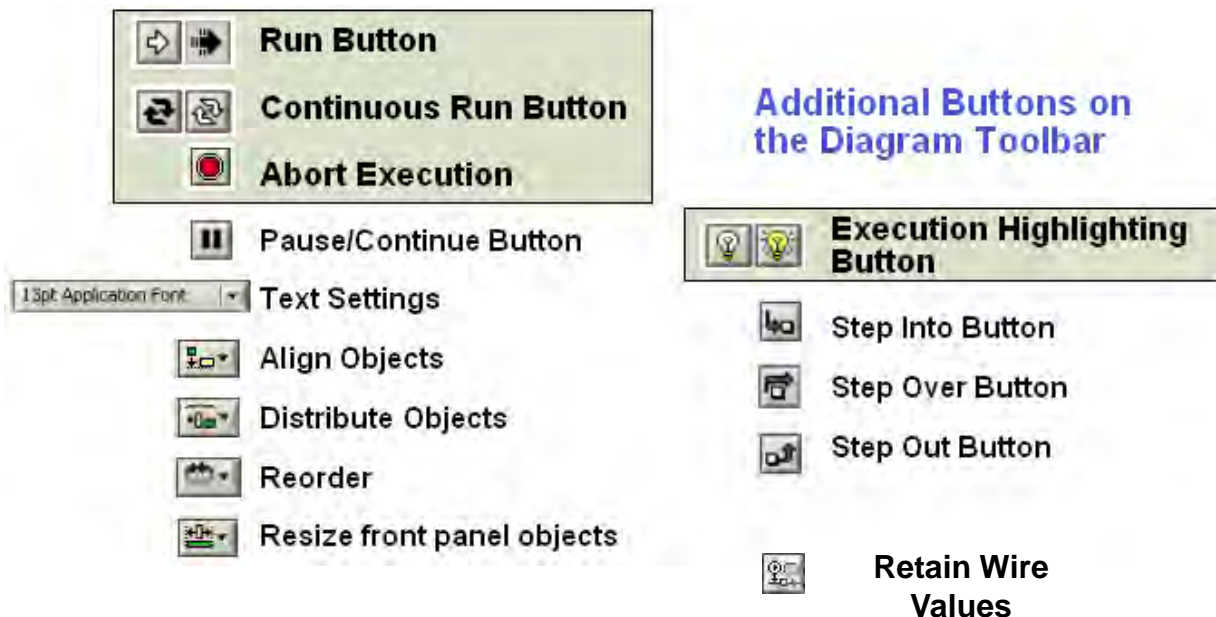 Run Button
Continuous Run Button
Abort Execution
Pause/Continue Button
13pt Application Font
Text Settings
Align Objects
Distribute Objects
Reorder
Resize front panel objects
Additional Buttons on
the Diagram Toolbar
Execution Highlighting
Button
Step Into Button
Step Over Button
Step Out Button
Retain Wire
Values